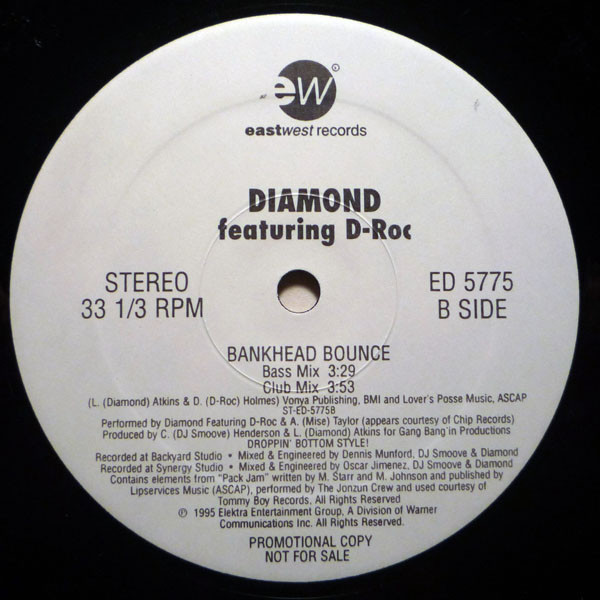 ew
eastwest records
DIAMOND
featuring D-Roc
STEREO
33 1/3 RPM
ED 5775
B SIDE
BANKHEAD BOUNCE
Bass Mix 3:29
Club Mix 3:53
(L. (Diamond) Atkins & D. (D-Roc) Holmes) Vonya Publishing, BMI and Lover's Posse Music, ASCAP
ST-ED-5775B
Performed by Diamond Featuring D-Roc & A. (Mise) Taylor (appears courtesy of Chip Records)
Produced by C. (DJ Smoove) Henderson & L. (Diamond) Atkins for Gang Bang'in Productions
DROPPIN' BOTTOM STYLE!
Recorded at Backyard Studio • Mixed & Engineered by Dennis Munford, DJ Smoove & Diamond
Recorded at Synergy Studio • Mixed & Engineered by Oscar Jimenez, DJ Smoove & Diamond
Contains elements from "Pack Jam" written by M. Starr and M. Johnson and published by
Lipservices Music (ASCAP), performed by The Jonzun Crew and used courtesy of
Tommy Boy Records. All Rights Reserved
℗ 1995 Elektra Entertainment Group, A Division of Warner
Communications Inc. All Rights Reserved.
PROMOTIONAL COPY
NOT FOR SALE